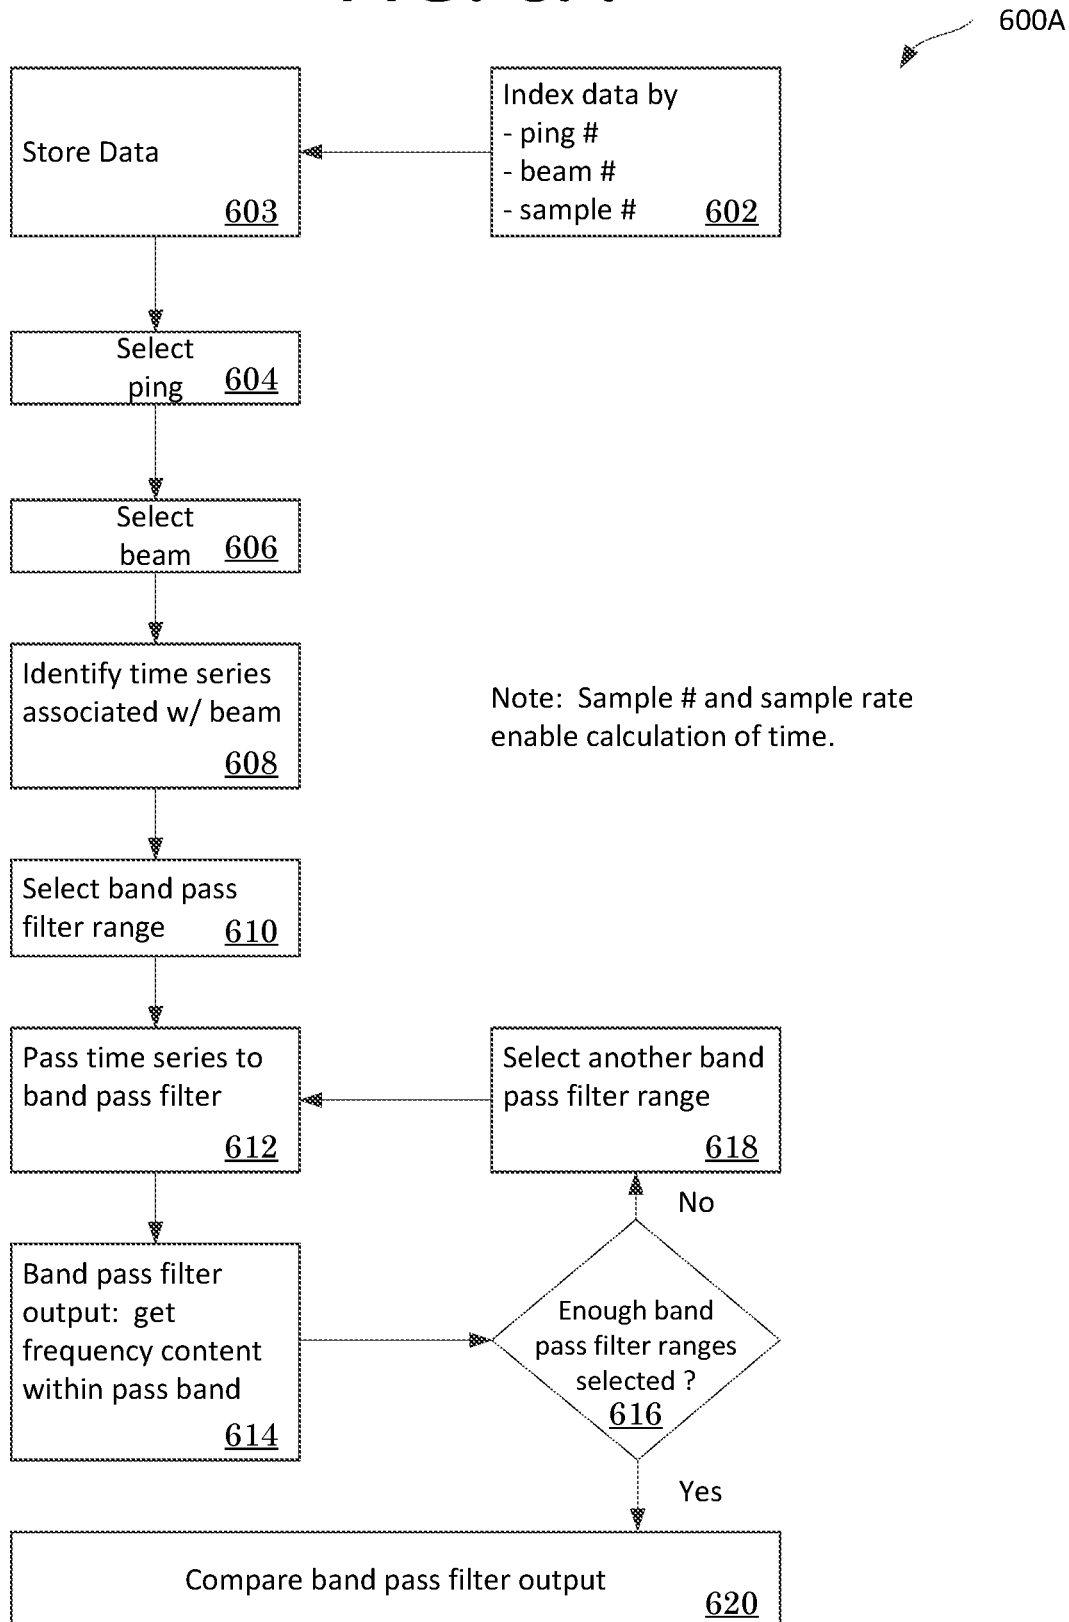 600A
Store Data
603
Index data by
- ping #
- beam #
- sample # 602
Select
ping 604
Select
beam 606
Identify time series
associated w/ beam
608
Note: Sample # and sample rate
enable calculation of time.
Select band pass
filter range 610
Pass time series to
band pass filter
612
Select another band
pass filter range
618
No
Band pass filter
output: get
frequency content
within pass band
614
Enough band
pass filter ranges
selected ?
616
Yes
Compare band pass filter output
620